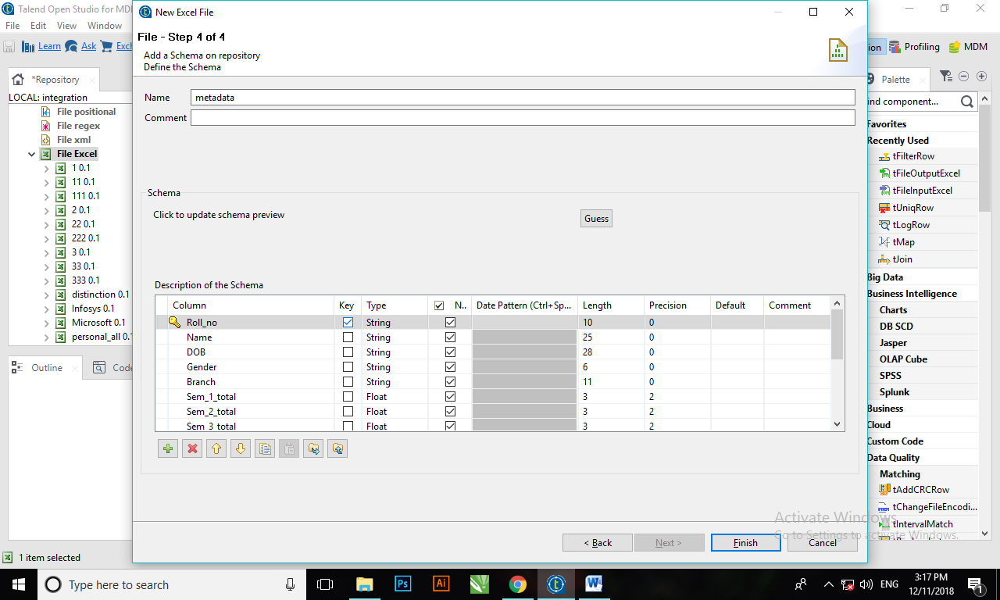 Talend Open Studio for MD
New Excel File
File Edit View Window
File - Step 4 of 4
Add a Schema on repository
Define the Schema
Learn Ask Exc
Profiling MDM
*Repository
LOCAL: integration
File positional
File regex
File xml
File Excel
1 0.1
11 0.1
111 0.1
2 0.1
22 0.1
222 0.1
3 0.1
33 0.1
333 0.1
distinction 0.1
Infosys 0.1
Microsoft 0.1
personal_all 0.1
Outline Code
1 item selected
Name metadata
Comment
Schema
Click to update schema preview Guess
Description of the Schema
Column Key Type N.. Date Pattern (Ctrl+Sp... Length Precision Default Comment
Roll_no String 10 0
Name String 25 0
DOB String 28 0
Gender String 6 0
Branch String 11 0
Sem_1_total Float 3 2
Sem_2_total Float 3 2
Sem_3_total Float 3 2
< Back Next > Finish Cancel
Palette
ind component...
Favorites
Recently Used
tFilterRow
tFileOutputExcel
tFileInputExcel
tUniqRow
tLogRow
tMap
tJoin
Big Data
Business Intelligence
Charts
DB SCD
Jasper
OLAP Cube
SPSS
Splunk
Business
Cloud
Custom Code
Data Quality
Matching
tAddCRCRow
tChangeFileEncodi...
tIntervalMatch
Activate Windows
Go to Settings to activate Windows.
Type here to search
Ps Ai W
ENG
3:17 PM
12/11/2018
1